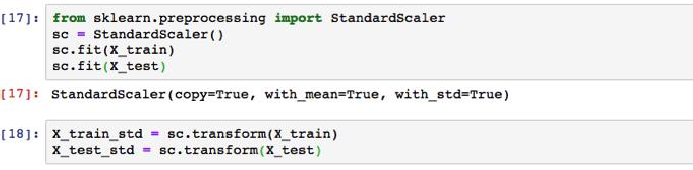 [17]: from sklearn.preprocessing import StandardScaler
sc = StandardScaler()
sc.fit(X_train)
sc.fit(X_test)
[17]: StandardScaler(copy=True, with_mean=True, with_std=True)
[18]: X_train_std = sc.transform(X_train)
X_test_std = sc.transform(X_test)